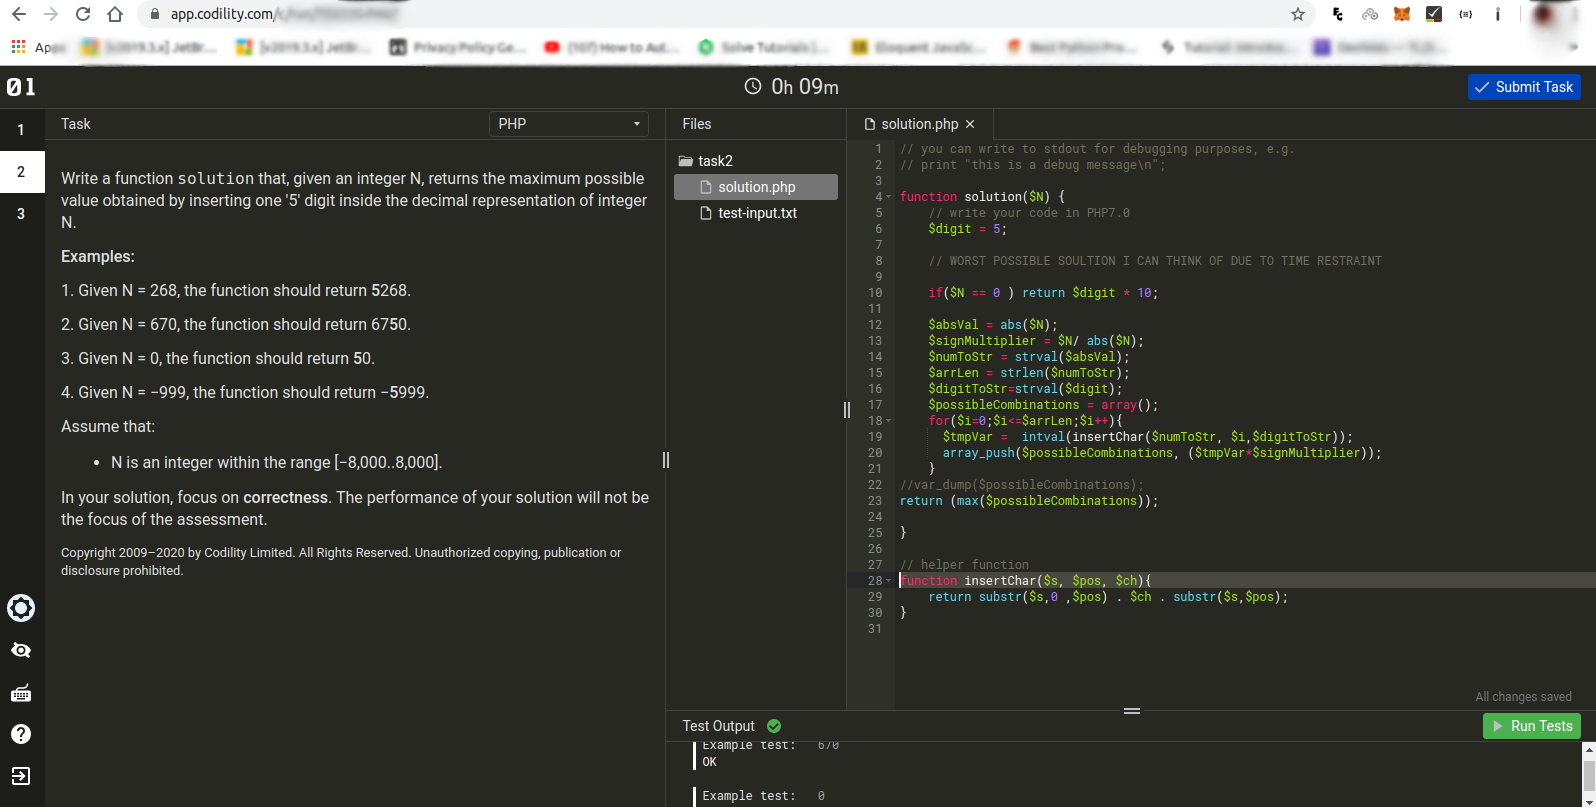 app.codility.com/
Apps
Privacy Policy Ge...
(107) How to Aut...
Solve Tutorials |...
Eloquent JavaSc...
01
0h 09m
Submit Task
1
2
3
Task
PHP
Write a function solution that, given an integer N, returns the maximum possible
value obtained by inserting one '5' digit inside the decimal representation of integer
N.
Examples:
1. Given N = 268, the function should return 5268.
2. Given N = 670, the function should return 6750.
3. Given N = 0, the function should return 50.
4. Given N = −999, the function should return −5999.
Assume that:
• N is an integer within the range [−8,000..8,000].
In your solution, focus on correctness. The performance of your solution will not be
the focus of the assessment.
Copyright 2009–2020 by Codility Limited. All Rights Reserved. Unauthorized copying, publication or
disclosure prohibited.
Files
task2
solution.php
test-input.txt
solution.php ×
1 // you can write to stdout for debugging purposes, e.g.
2 // print "this is a debug message\n";
3
4 function solution($N) {
5 // write your code in PHP7.0
6 $digit = 5;
7
8 // WORST POSSIBLE SOULTION I CAN THINK OF DUE TO TIME RESTRAINT
9
10 if($N == 0 ) return $digit * 10;
11
12 $absVal = abs($N);
13 $signMultiplier = $N/ abs($N);
14 $numToStr = strval($absVal);
15 $arrLen = strlen($numToStr);
16 $digitToStr=strval($digit);
17 $possibleCombinations = array();
18 for($i=0;$i<=$arrLen;$i++){
19 $tmpVar = intval(insertChar($numToStr, $i,$digitToStr));
20 array_push($possibleCombinations, ($tmpVar*$signMultiplier));
21 }
22 //var_dump($possibleCombinations);
23 return (max($possibleCombinations));
24
25 }
26
27 // helper function
28 function insertChar($s, $pos, $ch){
29 return substr($s,0 ,$pos) . $ch . substr($s,$pos);
30 }
31
All changes saved
Test Output
Run Tests
Example test: 670
OK
Example test: 0